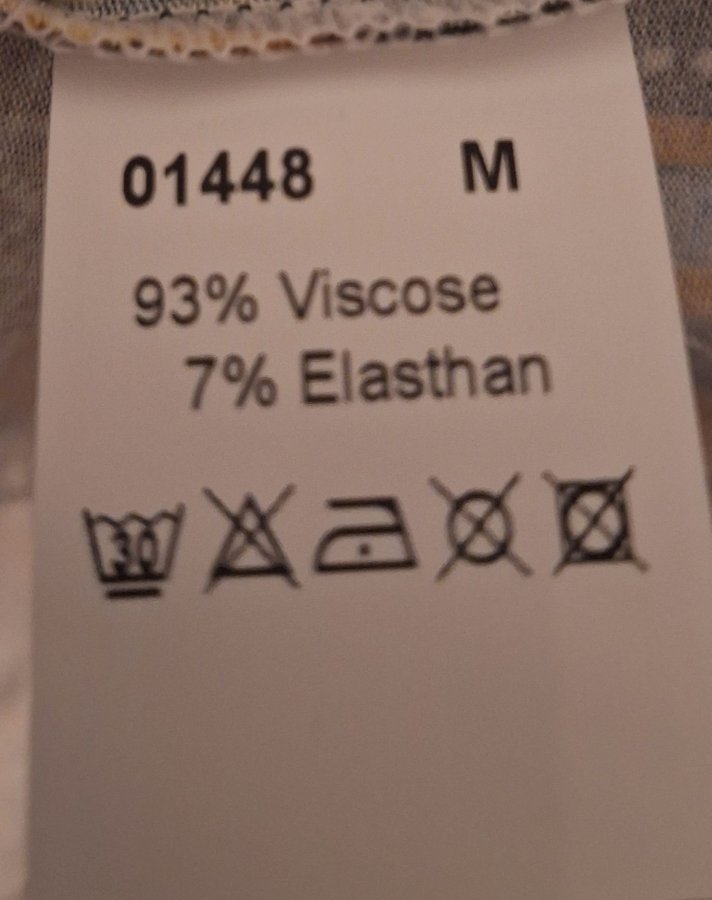 01448 M
93% Viscose
7% Elasthan
30